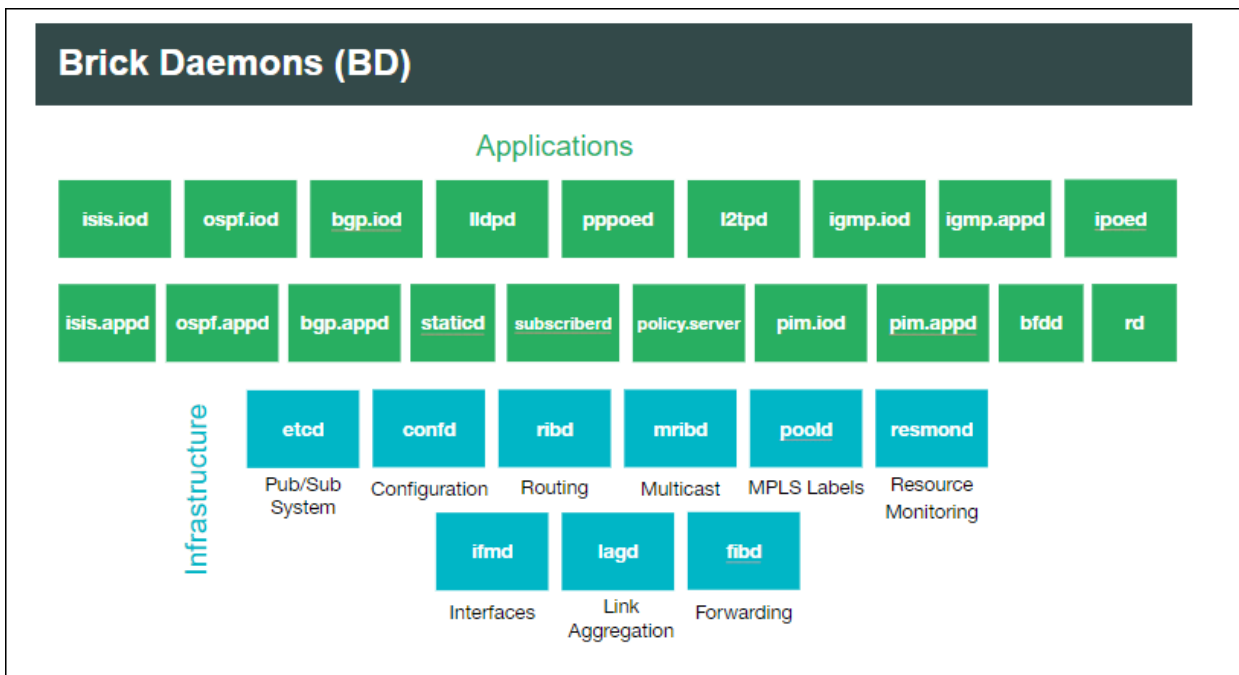 Brick Daemons (BD)
Applications
isis.iod ospf.iod bgp.iod lldpd pppoed l2tpd igmp.iod igmp.appd ipoed
isis.appd ospf.appd bgp.appd staticd subscriberd policy.server pim.iod pim.appd bfdd rd
Infrastructure
etcd confd ribd mribd poold resmond
Pub/Sub System Configuration Routing Multicast MPLS Labels Resource Monitoring
ifmd lagd fibd
Interfaces Link Aggregation Forwarding